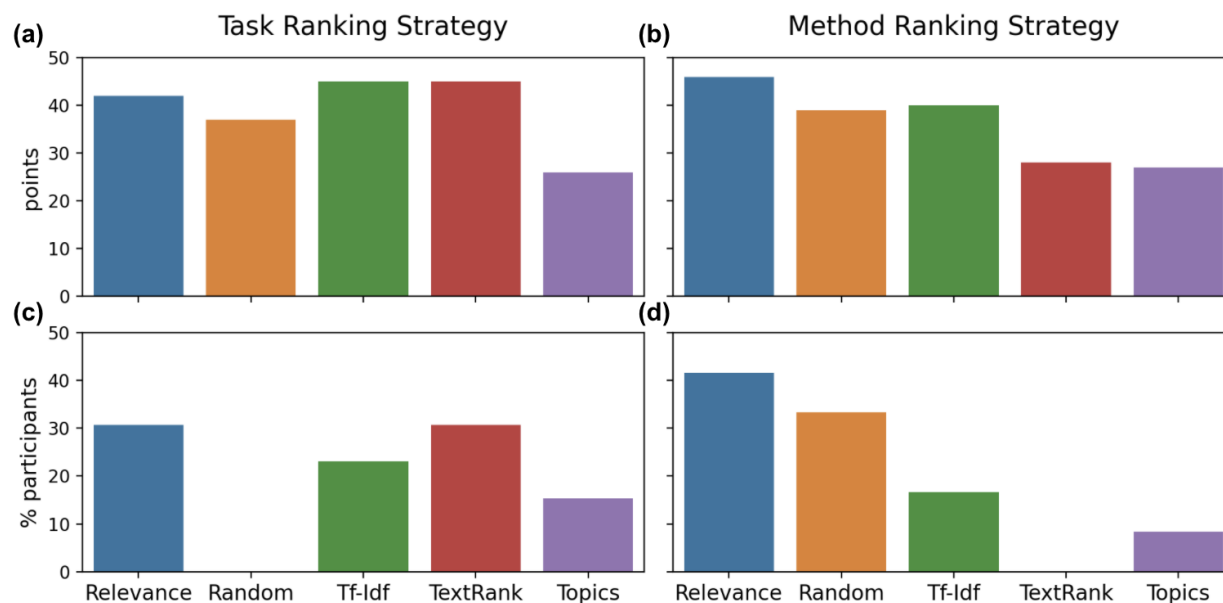 (a) Task Ranking Strategy
(b) Method Ranking Strategy
50
40
30
20
10
0
points
(c)
(d)
50
40
30
20
10
0
% participants
Relevance Random Tf-Idf TextRank Topics
Relevance Random Tf-Idf TextRank Topics